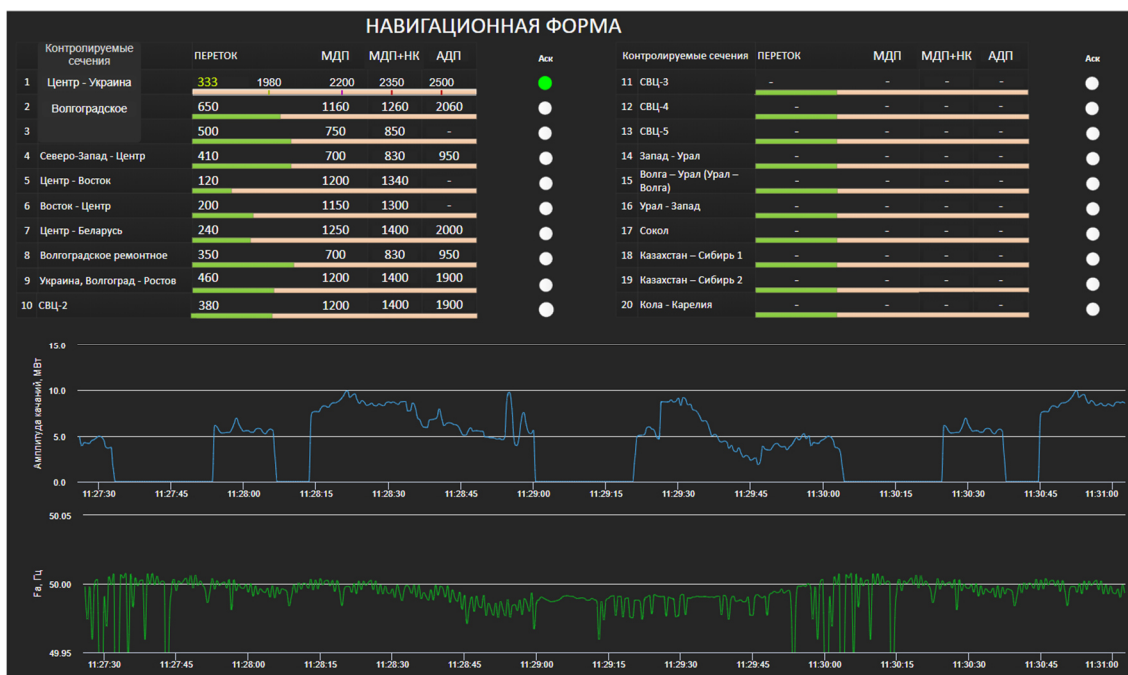 НАВИГАЦИОННАЯ ФОРМА
Контролируемые
сечения
ПЕРЕТОК МДП МДП+НК АДП Аск
1 Центр - Украина 333 1980 2200 2350 2500
2 Волгоградское 650 1160 1260 2060
3 500 750 850 -
4 Северо-Запад - Центр 410 700 830 950
5 Центр - Восток 120 1200 1340 -
6 Восток - Центр 200 1150 1300 -
7 Центр - Беларусь 240 1250 1400 2000
8 Волгоградское ремонтное 350 700 830 950
9 Украина, Волгоград - Ростов 460 1200 1400 1900
10 СВЦ-2 380 1200 1400 1900
Контролируемые сечения ПЕРЕТОК МДП МДП+НК АДП Аск
11 СВЦ-3 - - - -
12 СВЦ-4 - - - -
13 СВЦ-5 - - - -
14 Запад - Урал - - - -
15 Волга – Урал (Урал –
Волга) - - - -
16 Урал - Запад - - - -
17 Сокол - - - -
18 Казахстан – Сибирь 1 - - - -
19 Казахстан – Сибирь 2 - - - -
20 Кола - Карелия - - - -
Амплитуда качаний, МВт
15.0
10.0
5.0
0.0
11:27:30 11:27:45 11:28:00 11:28:15 11:28:30 11:28:45 11:29:00 11:29:15 11:29:30 11:29:45 11:30:00 11:30:15 11:30:30 11:30:45 11:31:00
Fa, Гц
50.05
50.00
49.95
11:27:30 11:27:45 11:28:00 11:28:15 11:28:30 11:28:45 11:29:00 11:29:15 11:29:30 11:29:45 11:30:00 11:30:15 11:30:30 11:30:45 11:31:00